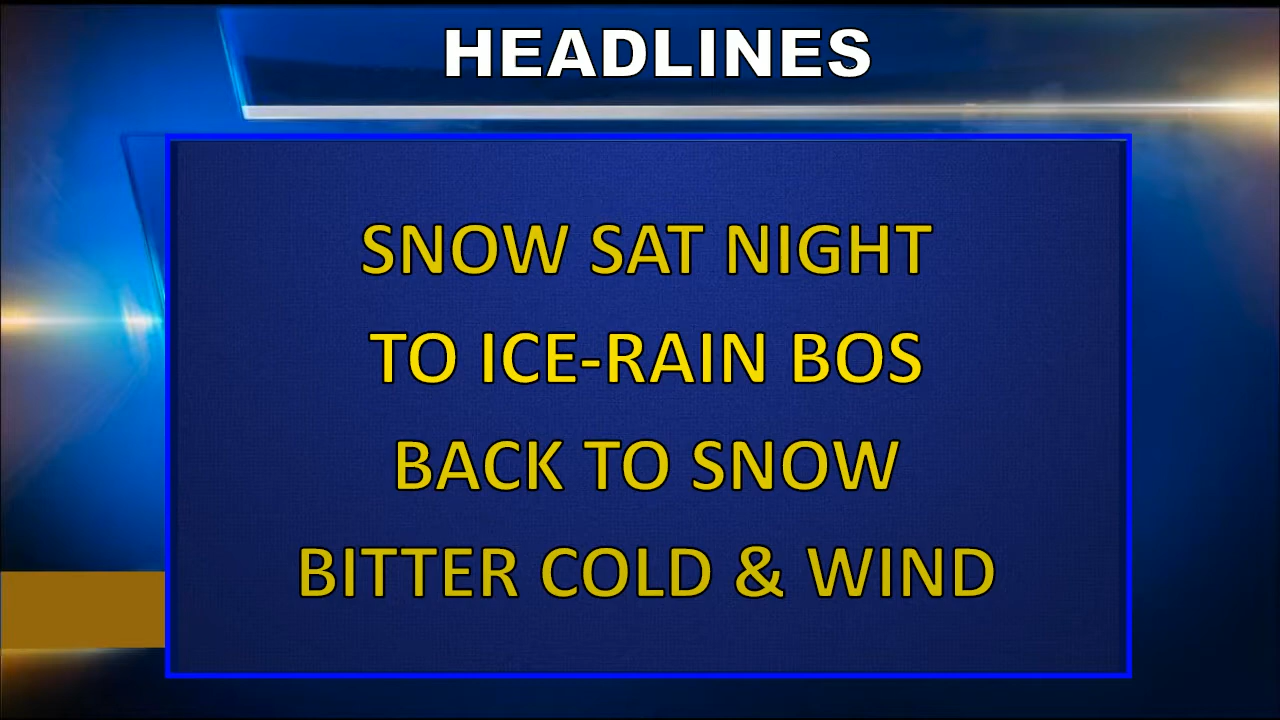 HEADLINES
SNOW SAT NIGHT
TO ICE-RAIN BOS
BACK TO SNOW
BITTER COLD & WIND